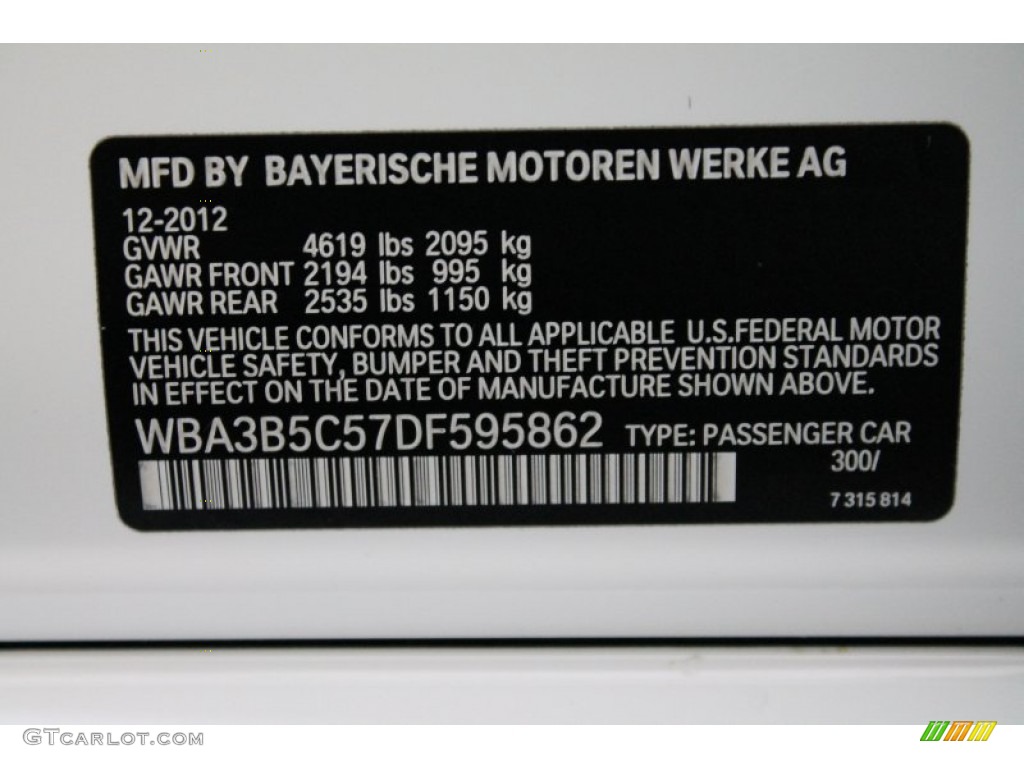 MFD BY BAYERISCHE MOTOREN WERKE AG
12-2012
GVWR 4619 lbs 2095 kg
GAWR FRONT 2194 lbs 995 kg
GAWR REAR 2535 lbs 1150 kg
THIS VEHICLE CONFORMS TO ALL APPLICABLE U.S.FEDERAL MOTOR
VEHICLE SAFETY, BUMPER AND THEFT PREVENTION STANDARDS
IN EFFECT ON THE DATE OF MANUFACTURE SHOWN ABOVE.
WBA3B5C57DF595862 TYPE: PASSENGER CAR
300/
7 315 814
GTCARLOT.COM